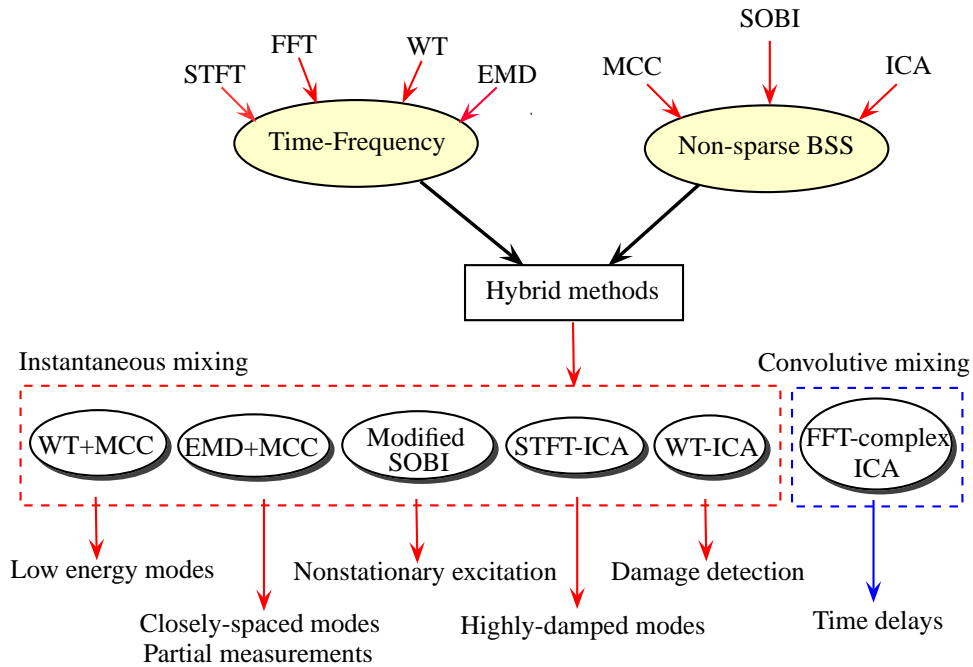 SOBI
FFT
WT
STFT
EMD
MCC
ICA
Time-Frequency
Non-sparse BSS
Hybrid methods
Instantaneous mixing
Convolutive mixing
WT+MCC
EMD+MCC
Modified
SOBI
STFT-ICA
WT-ICA
FFT-complex
ICA
Low energy modes
Nonstationary excitation
Damage detection
Closely-spaced modes
Partial measurements
Highly-damped modes
Time delays